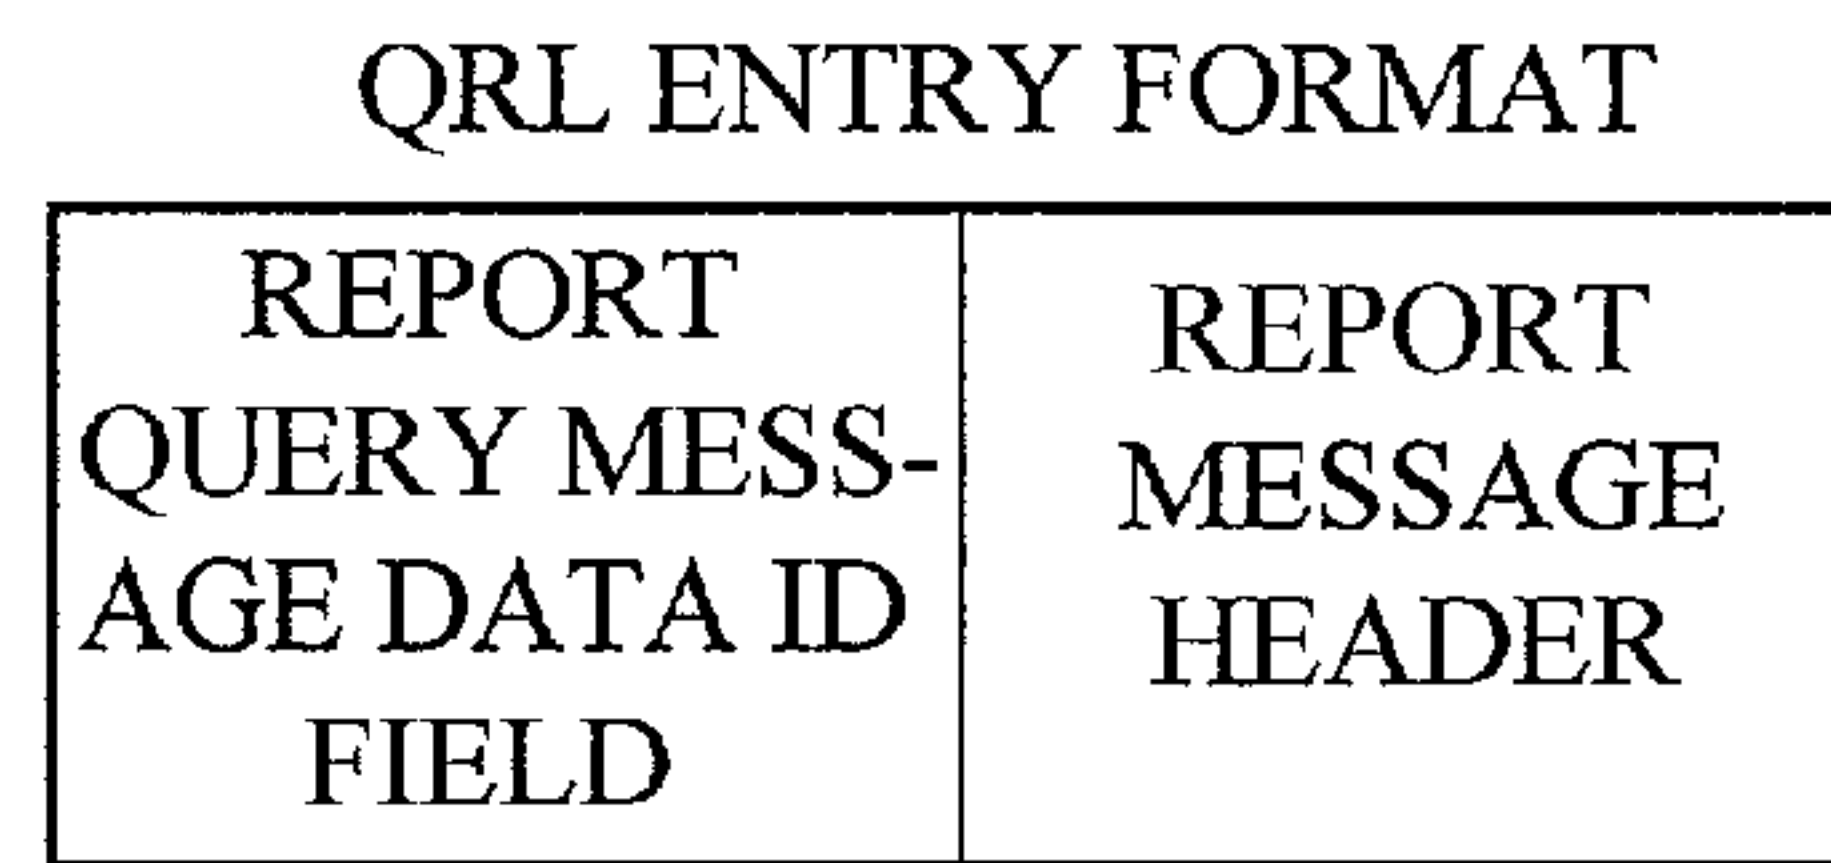 QRL ENTRY FORMAT
REPORT
QUERY MESS-
AGE DATA ID
FIELD
REPORT
MESSAGE
HEADER